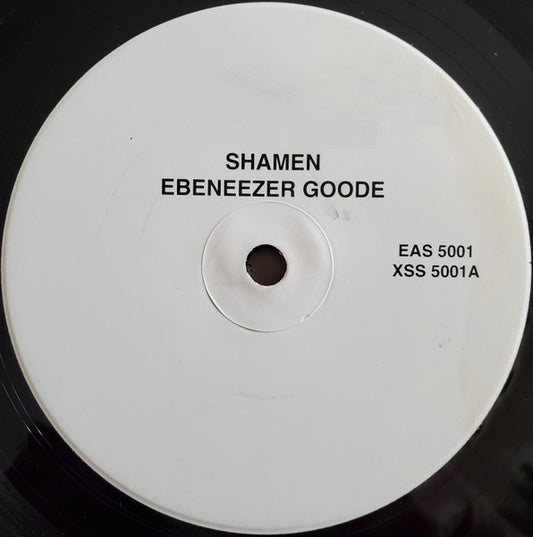 SHAMEN
EBENEEZER GOODE
EAS 5001
XSS 5001A